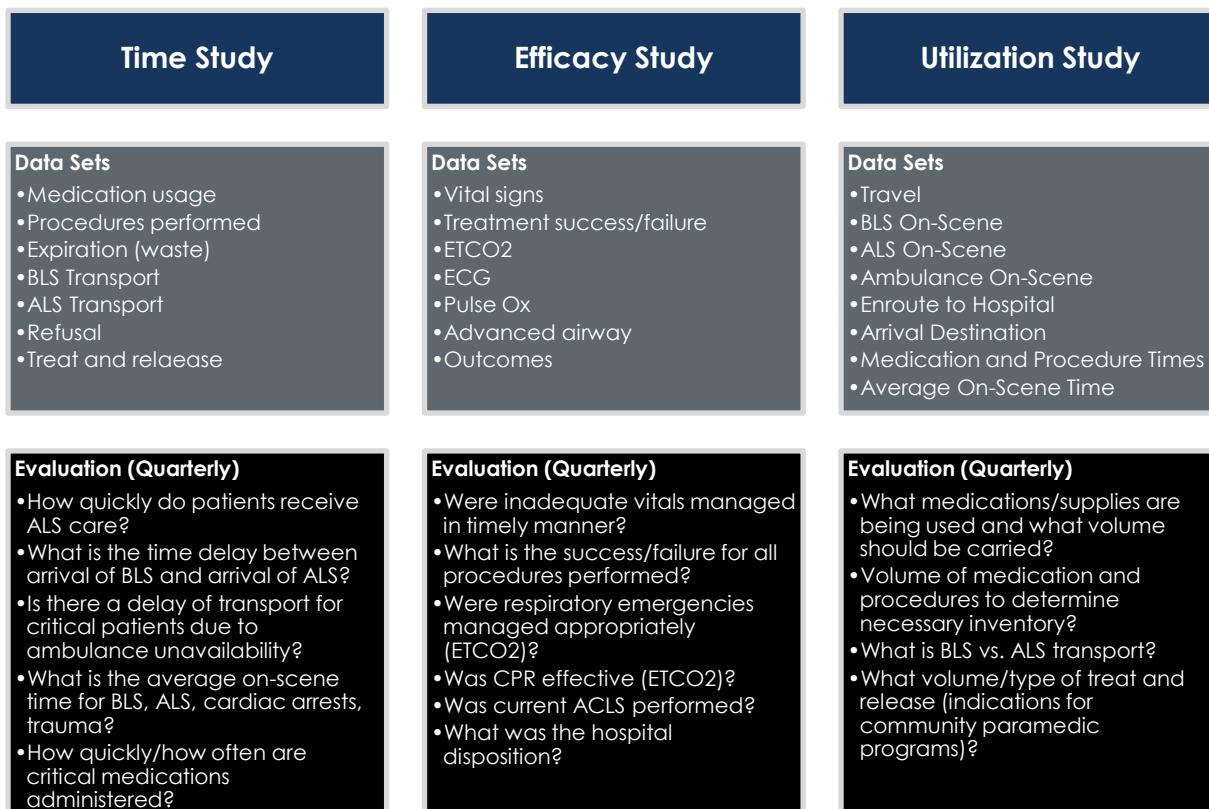 Time Study
Efficacy Study
Utilization Study
Data Sets
•Medication usage
•Procedures performed
•Expiration (waste)
•BLS Transport
•ALS Transport
•Refusal
•Treat and relaease
Data Sets
•Vital signs
•Treatment success/failure
•ETCO2
•ECG
•Pulse Ox
•Advanced airway
•Outcomes
Data Sets
•Travel
•BLS On-Scene
•ALS On-Scene
•Ambulance On-Scene
•Enroute to Hospital
•Arrival Destination
•Medication and Procedure Times
•Average On-Scene Time
Evaluation (Quarterly)
•How quickly do patients receive
ALS care?
•What is the time delay between
arrival of BLS and arrival of ALS?
•Is there a delay of transport for
critical patients due to
ambulance unavailability?
•What is the average on-scene
time for BLS, ALS, cardiac arrests,
trauma?
•How quickly/how often are
critical medications
administered?
Evaluation (Quarterly)
•Were inadequate vitals managed
in timely manner?
•What is the success/failure for all
procedures performed?
•Were respiratory emergencies
managed appropriately
(ETCO2)?
•Was CPR effective (ETCO2)?
•Was current ACLS performed?
•What was the hospital
disposition?
Evaluation (Quarterly)
•What medications/supplies are
being used and what volume
should be carried?
•Volume of medication and
procedures to determine
necessary inventory?
•What is BLS vs. ALS transport?
•What volume/type of treat and
release (indications for
community paramedic
programs)?